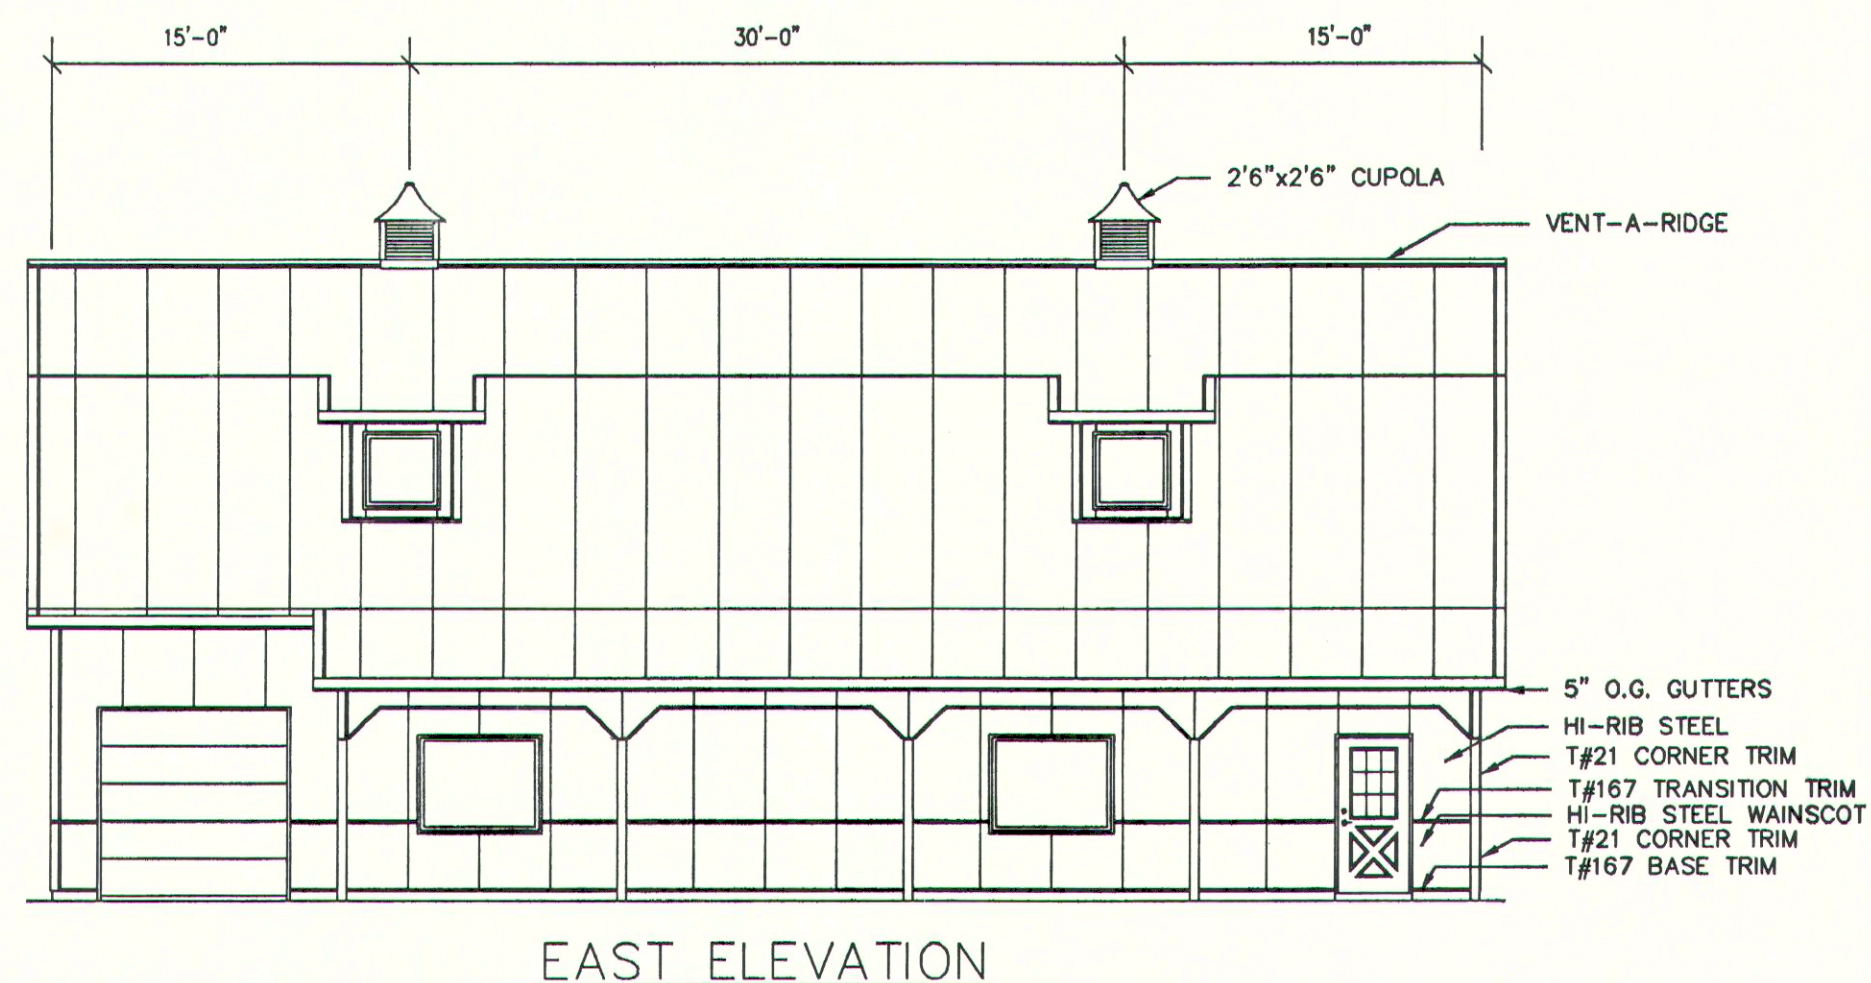 15'-0" 30'-0" 15'-0"
2'6"x2'6" CUPOLA
VENT-A-RIDGE
5" O.G. GUTTERS
HI-RIB STEEL
T#21 CORNER TRIM
T#167 TRANSITION TRIM
HI-RIB STEEL WAINSCOT
T#21 CORNER TRIM
T#167 BASE TRIM
EAST ELEVATION